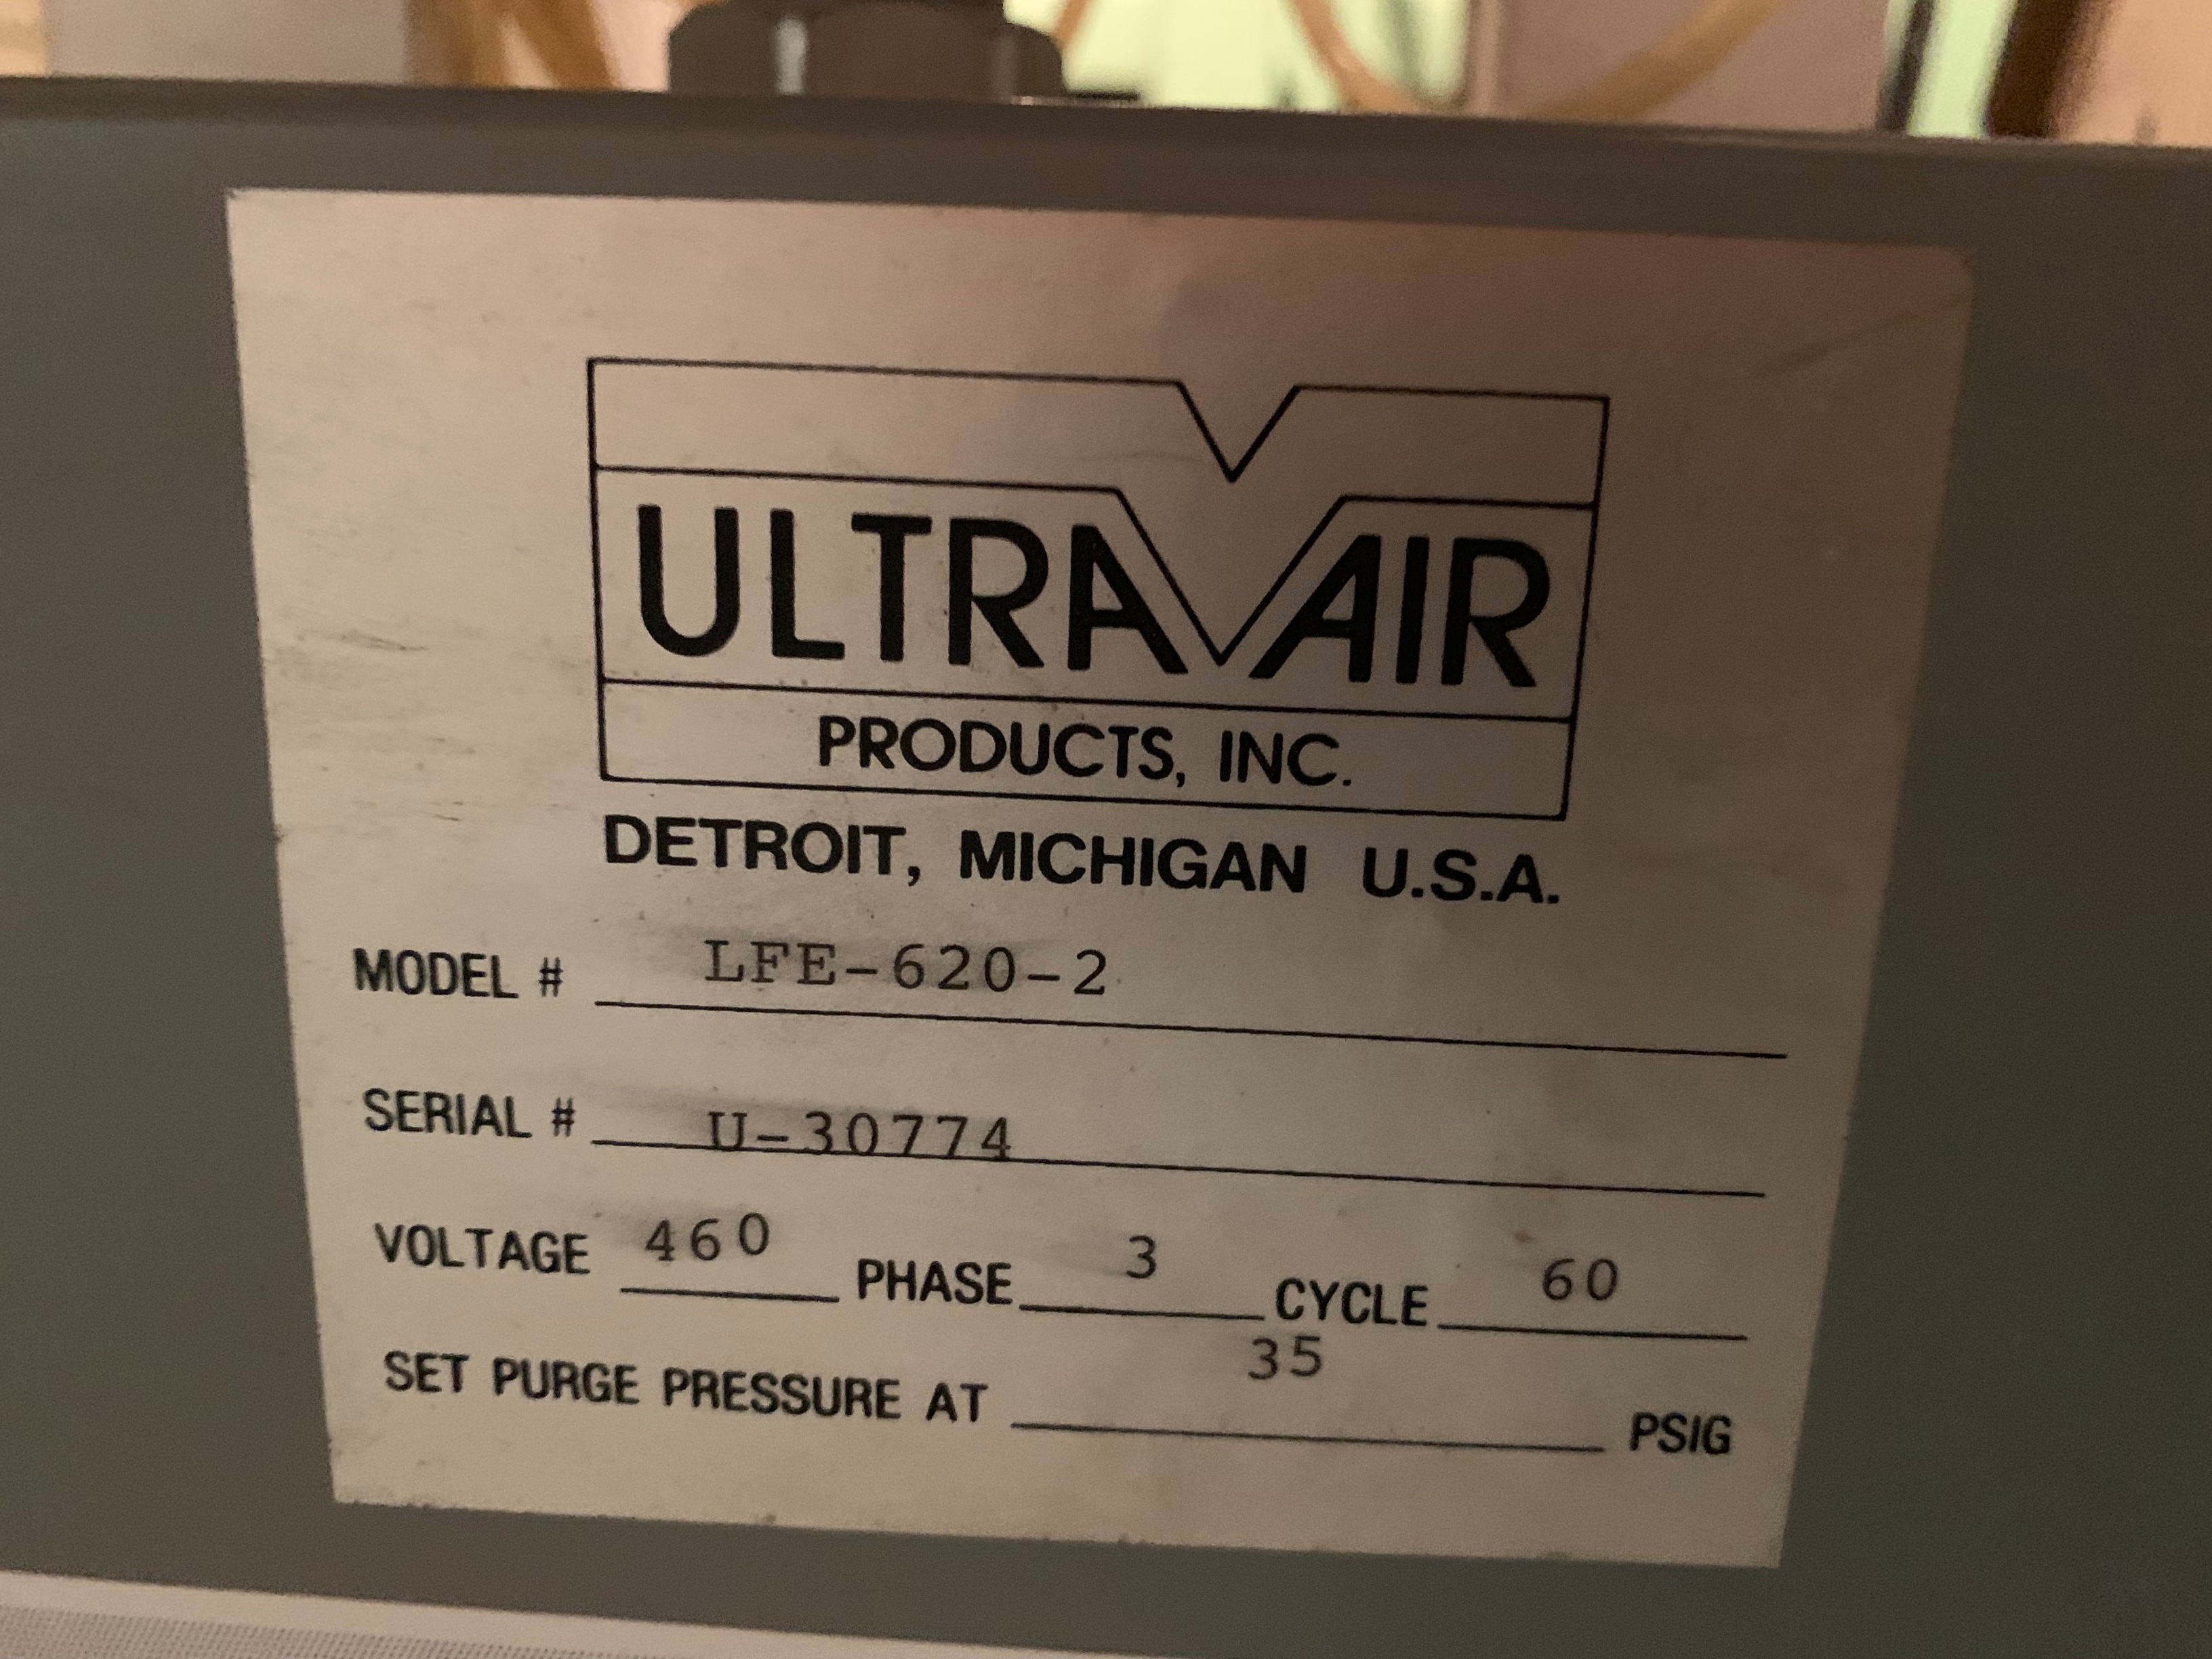 ULTRA AIR
PRODUCTS, INC.
DETROIT, MICHIGAN U.S.A.
MODEL # LFE-620-2
SERIAL # U-30774
VOLTAGE 460 PHASE 3 CYCLE 60
SET PURGE PRESSURE AT 35 PSIG